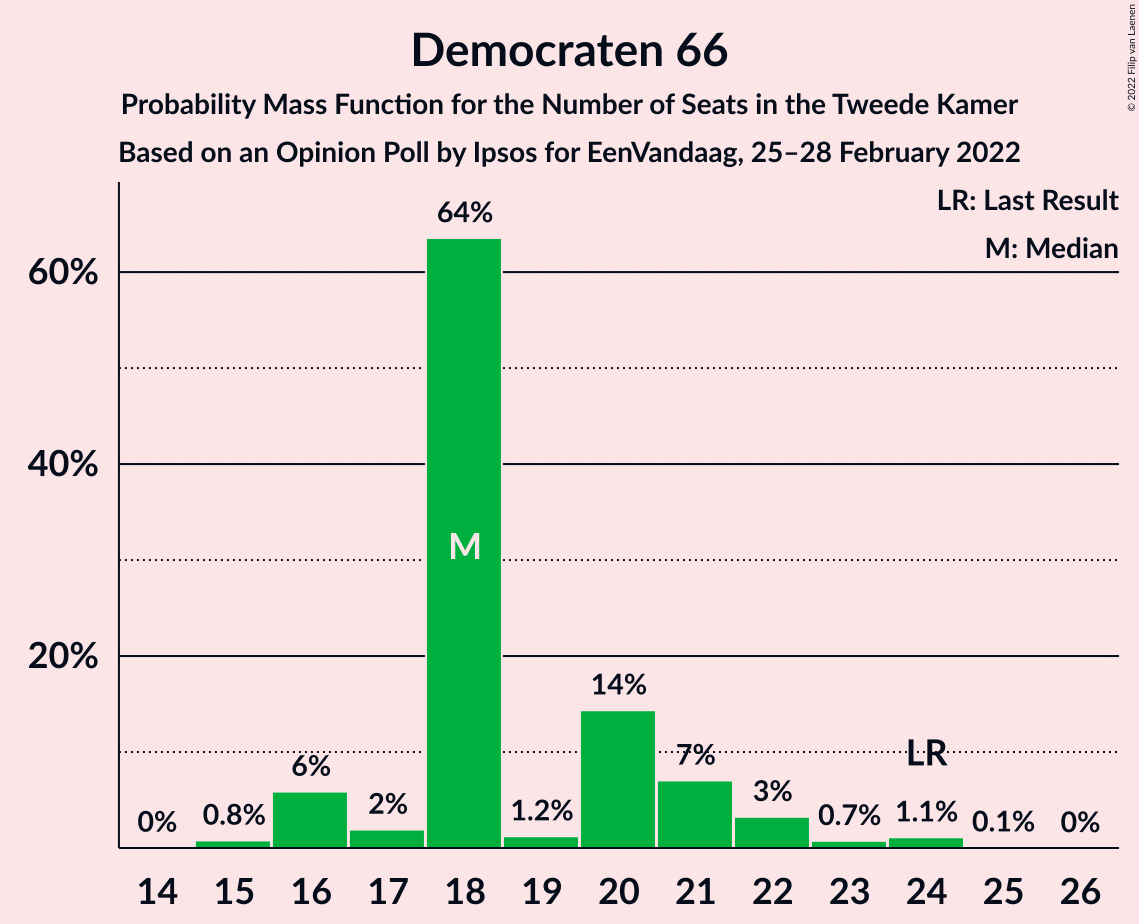 Democraten 66
Probability Mass Function for the Number of Seats in the Tweede Kamer
Based on an Opinion Poll by Ipsos for EenVandaag, 25–28 February 2022
© 2022 Filip van Laenen
LR: Last Result
M: Median
64%
60%
40%
M
20%
14%
7%
LR
6%
3%
2%
1.2%
1.1%
0.8%
0.7%
0%
0.1%
0%
14 15 16 17 18 19 20 21 22 23 24 25 26